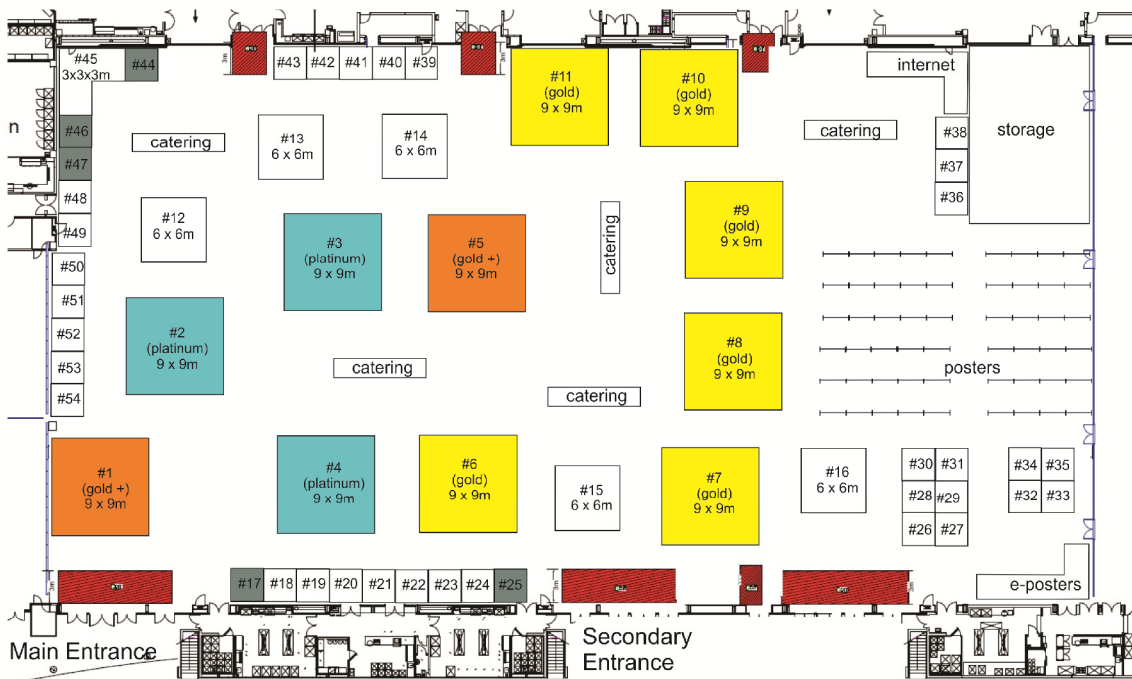 #45
3x3x3m
#44
3m
#43
#42
#41
#40
#39
3m
#11
(gold)
9 x 9m
#10
(gold)
9 x 9m
internet
storage
n
#46
#47
#48
#49
catering
#13
6 x 6m
#14
6 x 6m
catering
#38
#37
#36
#12
6 x 6m
#3
(platinum)
9 x 9m
#5
(gold +)
9 x 9m
catering
#9
(gold)
9 x 9m
#50
#51
#52
#53
#54
#2
(platinum)
9 x 9m
catering
catering
#8
(gold)
9 x 9m
posters
#1
(gold +)
9 x 9m
#4
(platinum)
9 x 9m
#6
(gold)
9 x 9m
#15
6 x 6m
#7
(gold)
9 x 9m
#16
6 x 6m
#30
#31
#28
#29
#26
#27
#34
#35
#32
#33
3m
#17
#18
#19
#20
#21
#22
#23
#24
#25
3m
3m
e-posters
Main Entrance
Secondary
Entrance